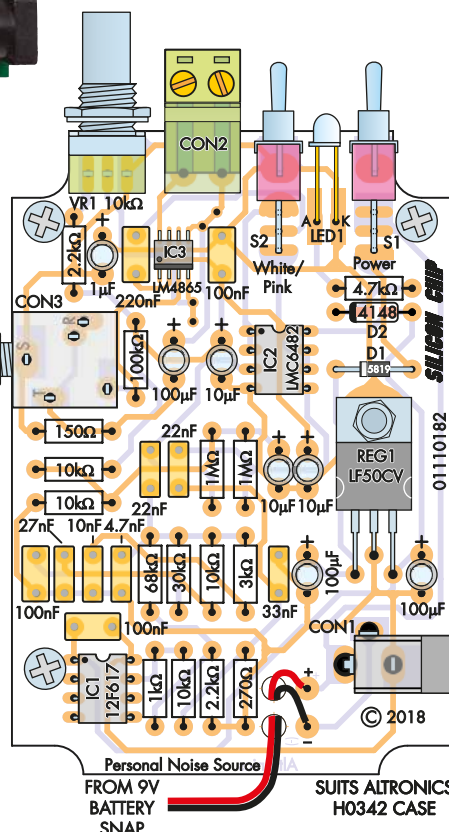 CON2
VR1 10kΩ
A
K
LED1
S2
S1
White/
Pink
Power
2.2kΩ
1µF
+
IC3
LM4865
220nF
100nF
4.7kΩ
4148
D2
D1
5819
SILICON CHIP
01110182
CON3
S
R
T
100kΩ
+
100µF
+
10µF
IC2
LMC6482
REG1
LF50CV
150Ω
10kΩ
10kΩ
22nF
22nF
1MΩ
1MΩ
+
+
10µF
10µF
27nF
10nF
4.7nF
100nF
68kΩ
30kΩ
10kΩ
3kΩ
33nF
+
100µF
+
100µF
100nF
CON1
IC1
12F617
1kΩ
10kΩ
2.2kΩ
270Ω
+
–
© 2018
Personal Noise Source
FROM 9V
BATTERY
SNAP
SUITS ALTRONICS
H0342 CASE